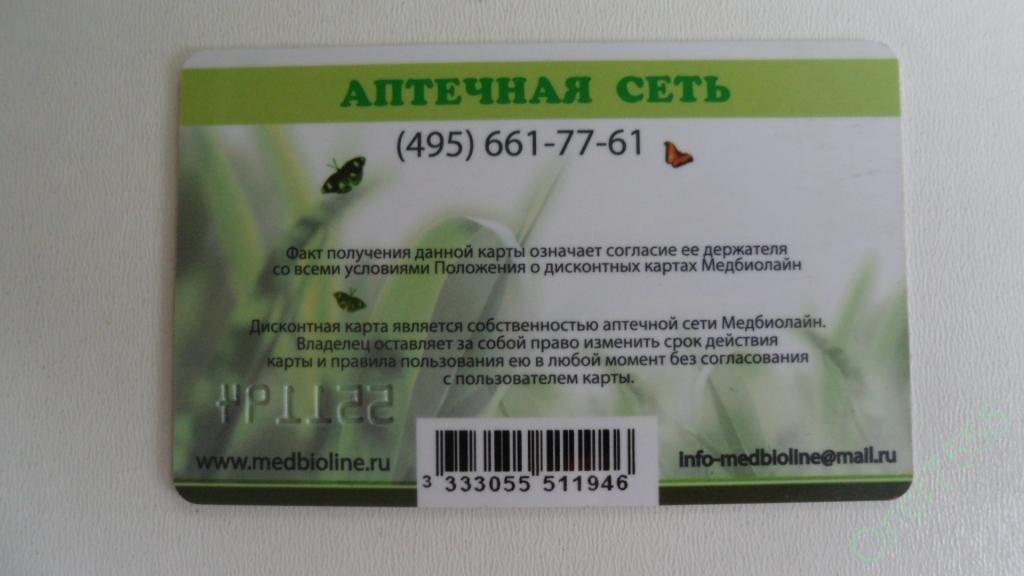 АПТЕЧНАЯ СЕТЬ
(495) 661-77-61
Факт получения данной карты означает согласие ее держателя
со всеми условиями Положения о дисконтных картах Медбиолайн
Дисконтная карта является собственностью аптечной сети Медбиолайн.
Владелец оставляет за собой право изменить срок действия
карты и правила пользования ею в любой момент без согласования
с пользователем карты.
www.medbioline.ru
info-medbioline@mail.ru
3 333055 511946